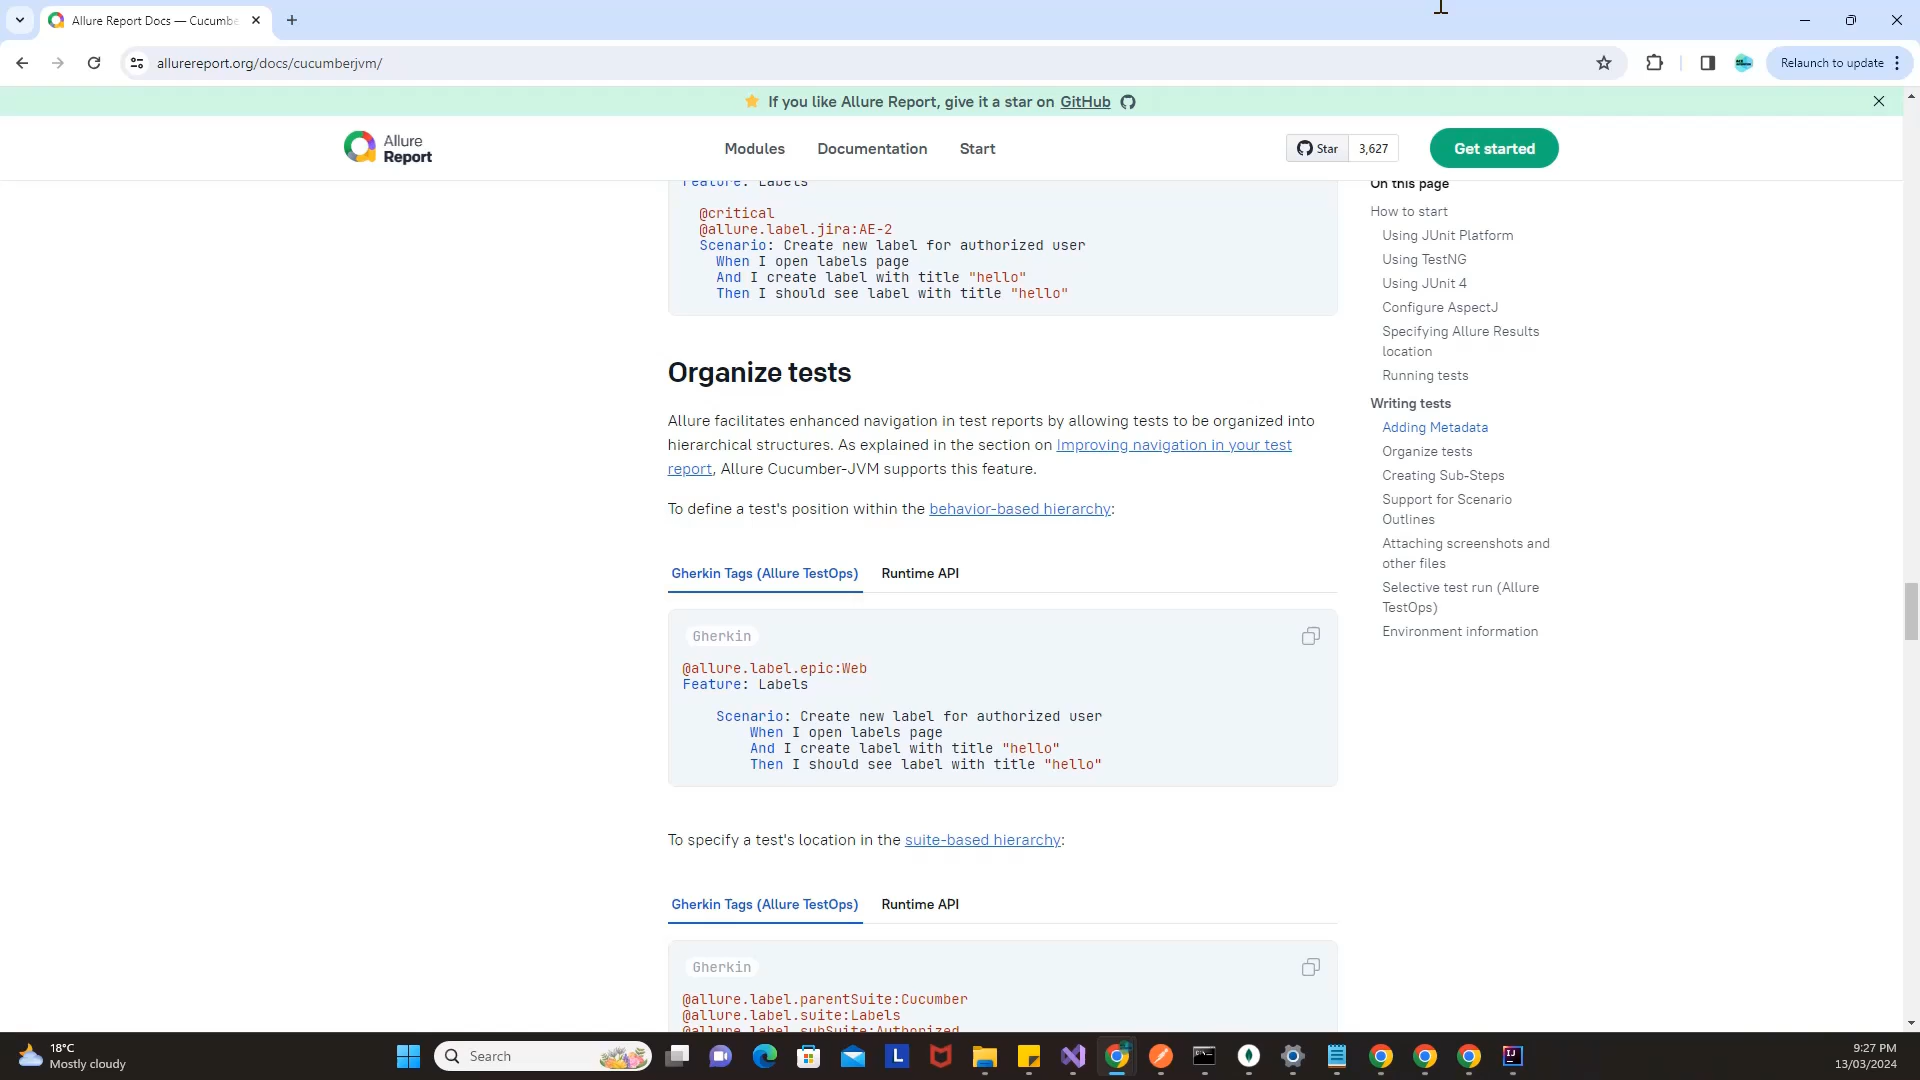 Allure Report Docs — Cucumbe
allurereport.org/docs/cucumberjvm/
Relaunch to update
If you like Allure Report, give it a star on GitHub
Allure
Report
Modules
Documentation
Start
Star
3,627
Get started
Feature: Labels
@critical
@allure.label.jira:AE-2
Scenario: Create new label for authorized user
When I open labels page
And I create label with title "hello"
Then I should see label with title "hello"
Organize tests
Allure facilitates enhanced navigation in test reports by allowing tests to be organized into
hierarchical structures. As explained in the section on Improving navigation in your test
report, Allure Cucumber-JVM supports this feature.
To define a test's position within the behavior-based hierarchy:
Gherkin Tags (Allure TestOps)
Runtime API
Gherkin
@allure.label.epic:Web
Feature: Labels
Scenario: Create new label for authorized user
When I open labels page
And I create label with title "hello"
Then I should see label with title "hello"
To specify a test's location in the suite-based hierarchy:
Gherkin Tags (Allure TestOps)
Runtime API
Gherkin
@allure.label.parentSuite:Cucumber
@allure.label.suite:Labels
@allure.label.subSuite:Authorized
On this page
How to start
Using JUnit Platform
Using TestNG
Using JUnit 4
Configure AspectJ
Specifying Allure Results
location
Running tests
Writing tests
Adding Metadata
Organize tests
Creating Sub-Steps
Support for Scenario
Outlines
Attaching screenshots and
other files
Selective test run (Allure
TestOps)
Environment information
18°C
Mostly cloudy
Search
L
IJ
9:27 PM
13/03/2024